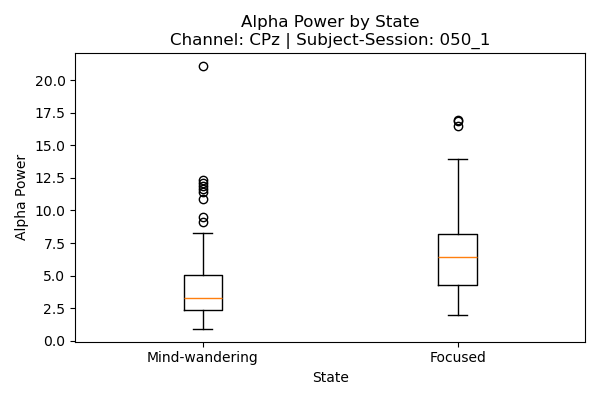 Alpha Power by State
Channel: CPz | Subject-Session: 050_1
20.0
17.5
15.0
12.5
10.0
7.5
5.0
2.5
0.0
Alpha Power
Mind-wandering
Focused
State